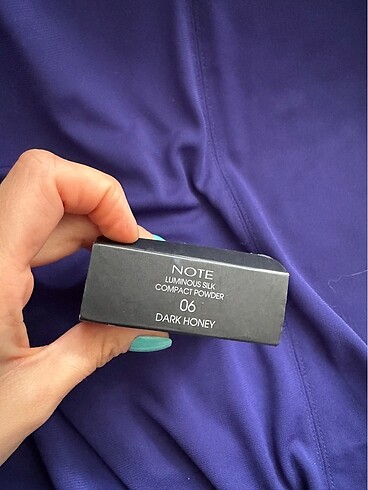 NOTE
LUMINOUS SILK
COMPACT POWDER
06
DARK HONEY